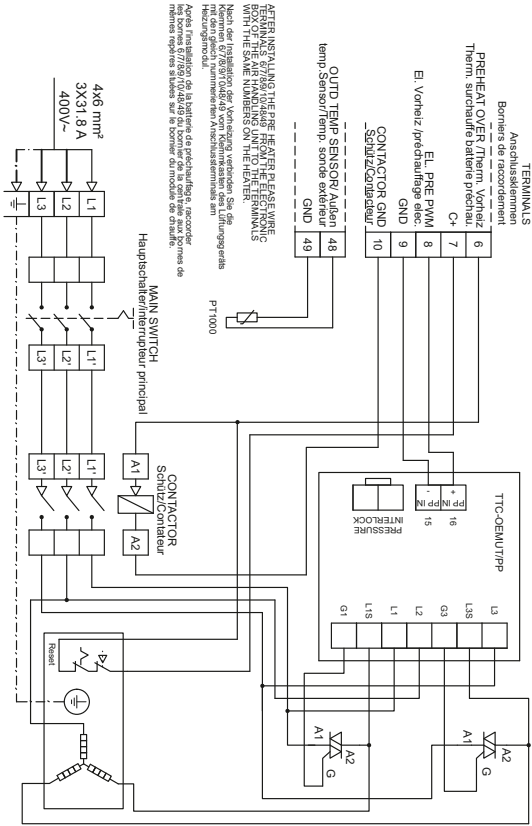 TERMINALS
Anschlussklemmen
Borniers de raccordement
PREHEAT OVER /Therm. Vorheiz
Therm. surchauffe batterie préchau.
6
C+
7
EL. PRE PWM
8
El. Vorheiz /préchauffage élec.
GND
9
CONTACTOR GND
Schütz/Contacteur
10
OUTD TEMP SENSOR/ Außen
temp.Sensor/Temp. sonde extérieur
48
GND
49
PT1000
AFTER INSTALLING THE PRE HEATER PLEASE WIRE
TERMINALS 6/7/8/9/10/48/49 FROM THE ELECTRONIC
BOX OF THE AIR HANDLING UNIT TO THE TERMINALS
WITH THE SAME NUMBERS ON THE HEATER.
Nach der Installation der Vorheizung verbinden Sie die
Klemmen 6/7/8/9/10/48/49 vom Klemmkasten des Lüftungsgeräts
mit den gleich nummerierten Anschlussterminals am
Heizungsmodul.
Après l'installation de la batterie de préchauffage, raccorder
les bornes 6/7/8/9/10/48/49 du bornier de la centrale aux bornes de
mêmes repères situées sur le bornier du module de chauffe.
TTC-OEMUT/PP
+
PP IN
16
-
PP IN
15
PRESSURE
INTERLOCK
L3
L3S
G3
L2
L1
L1S
G1
A2
A1
G
A2
A1
G
CONTACTOR
Schütz/Contateur
A1
A2
MAIN SWITCH
Hauptschalter/interrupteur principal
4x6 mm²
3X31.8 A
400V~
L1
L2
L3
L1'
L2'
L3'
L1'
L2'
L3'
Reset